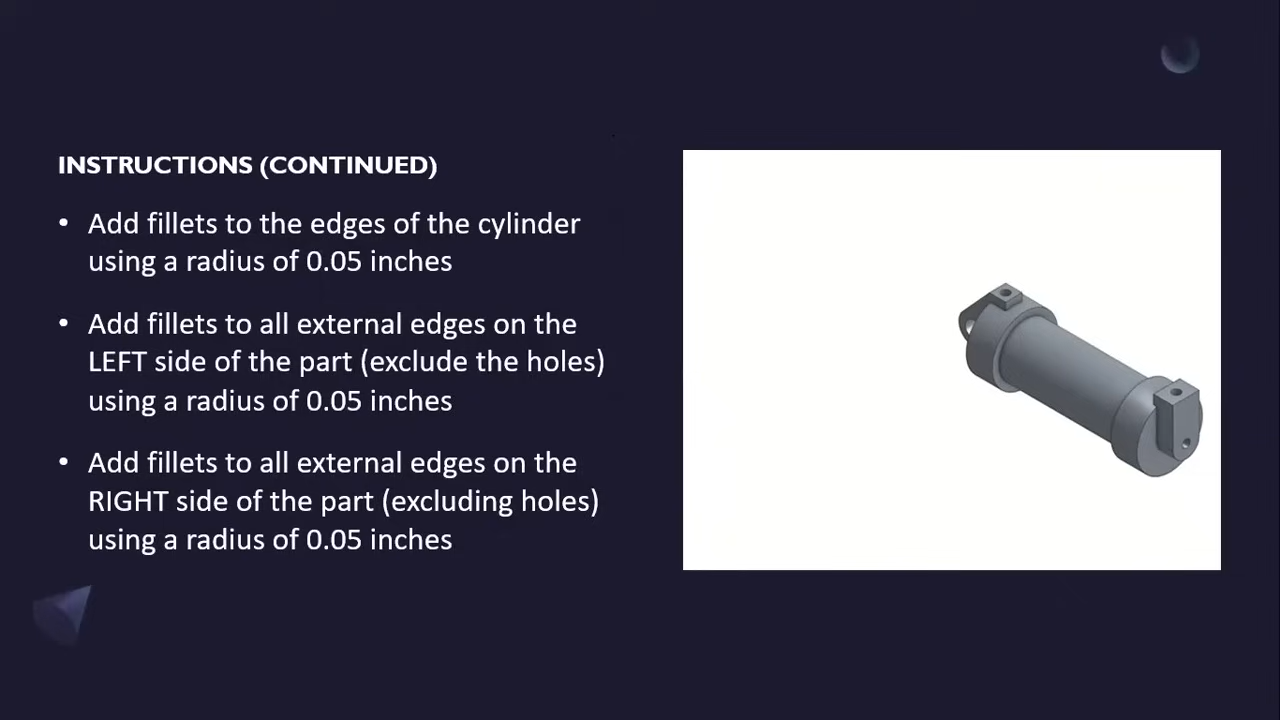 INSTRUCTIONS (CONTINUED)
• Add fillets to the edges of the cylinder
using a radius of 0.05 inches
• Add fillets to all external edges on the
LEFT side of the part (exclude the holes)
using a radius of 0.05 inches
• Add fillets to all external edges on the
RIGHT side of the part (excluding holes)
using a radius of 0.05 inches